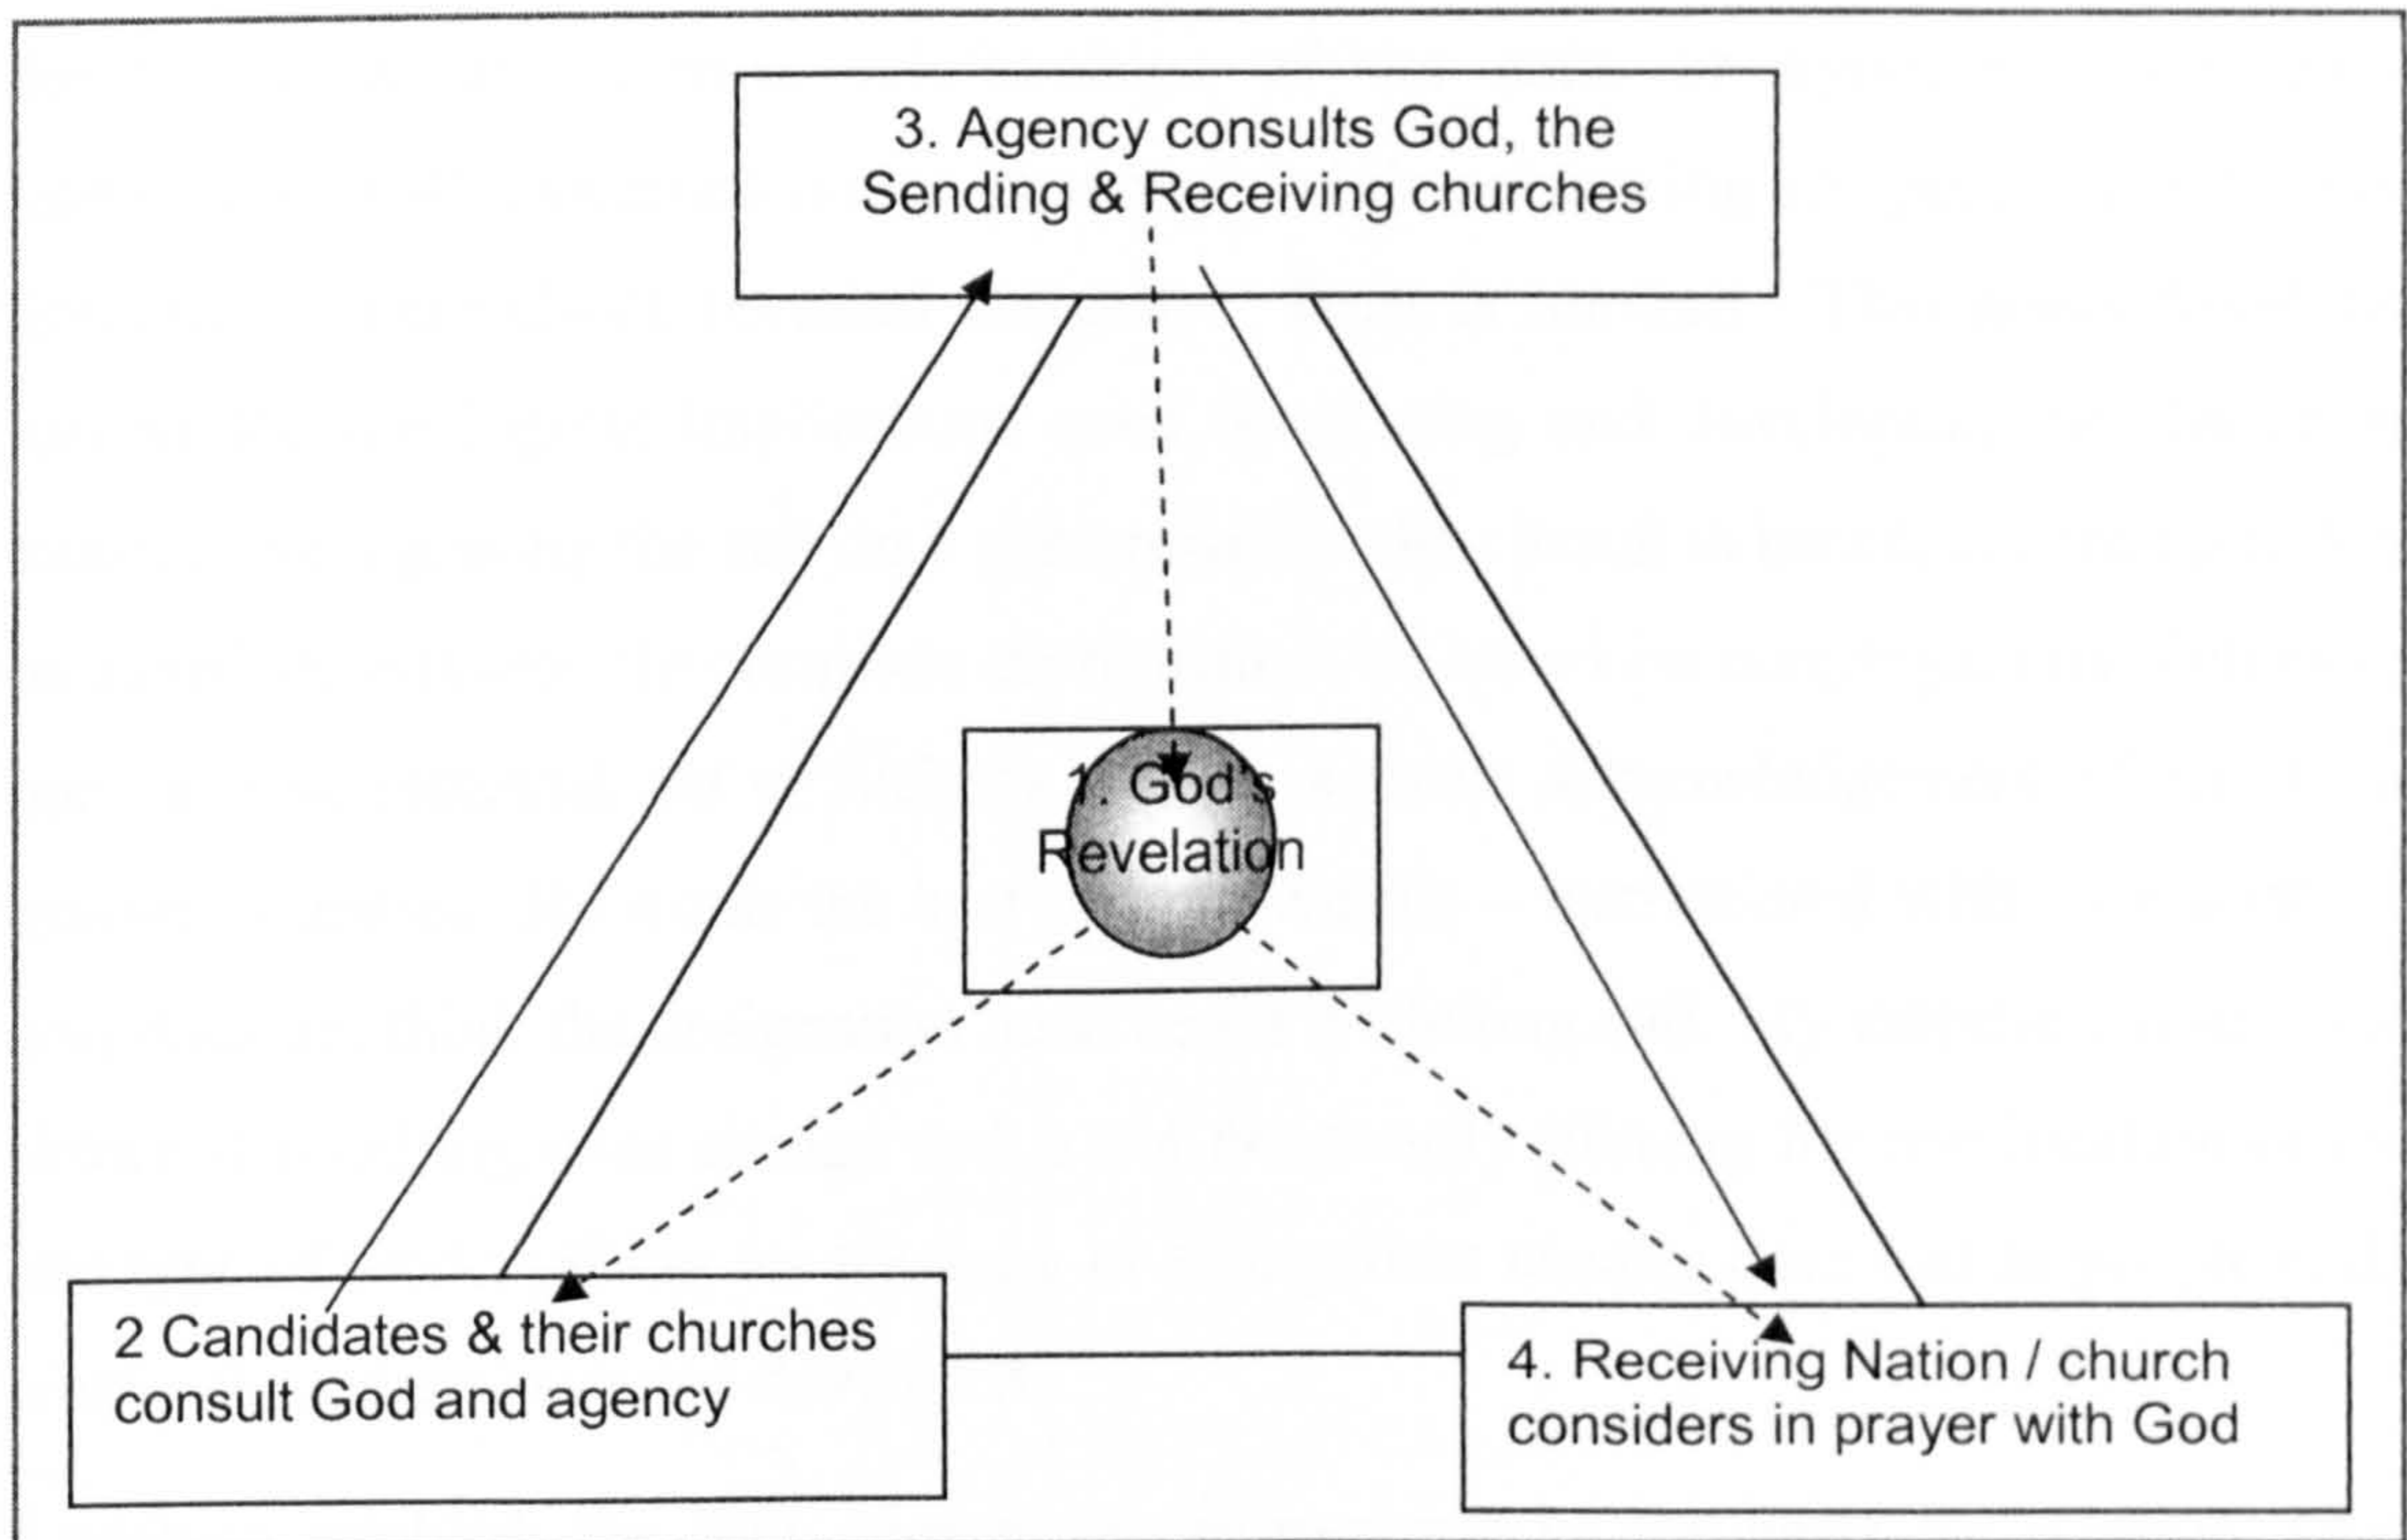 3. Agency consults God, the
Sending & Receiving churches
1. God's
Revelation
2 Candidates & their churches
consult God and agency
4. Receiving Nation / church
considers in prayer with God